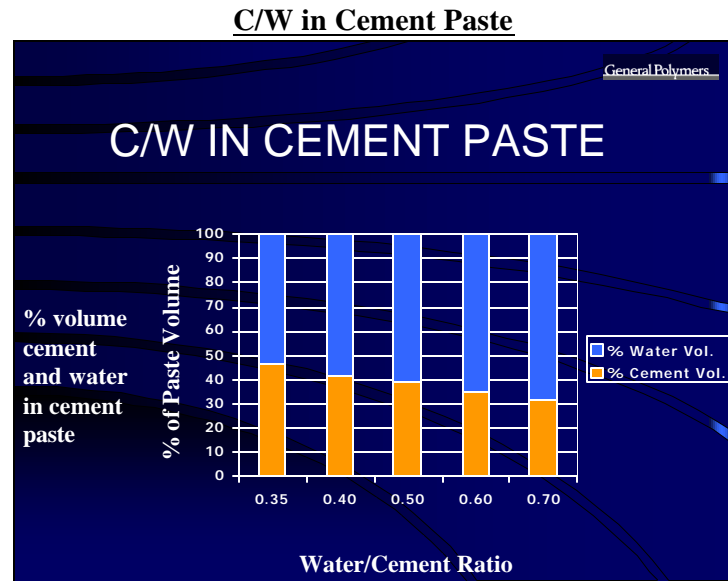 C/W in Cement Paste
General Polymers
C/W IN CEMENT PASTE
% volume
cement
and water
in cement
paste
% of Paste Volume
100
90
80
70
60
50
40
30
20
10
0
0.35 0.40 0.50 0.60 0.70
Water/Cement Ratio
% Water Vol.
% Cement Vol.